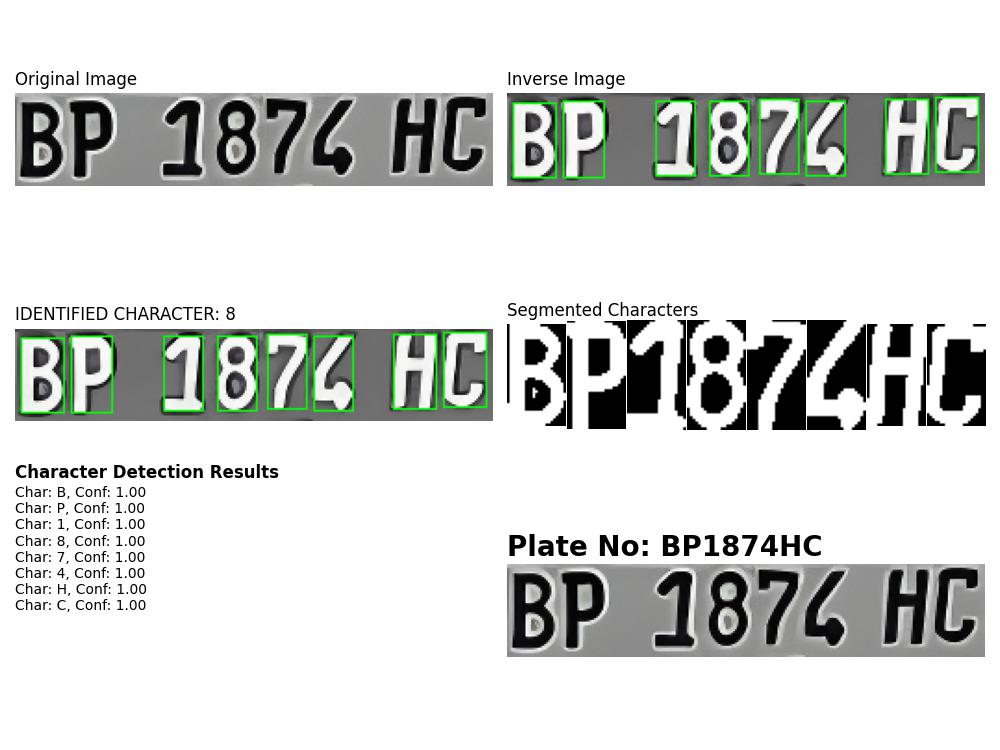 Original Image
BP 1874 HC
Inverse Image
BP 1874 HC
IDENTIFIED CHARACTER: 8
BP 1874 HC
Segmented Characters
BP1874HC
Character Detection Results
Char: B, Conf: 1.00
Char: P, Conf: 1.00
Char: 1, Conf: 1.00
Char: 8, Conf: 1.00
Char: 7, Conf: 1.00
Char: 4, Conf: 1.00
Char: H, Conf: 1.00
Char: C, Conf: 1.00
Plate No: BP1874HC
BP 1874 HC